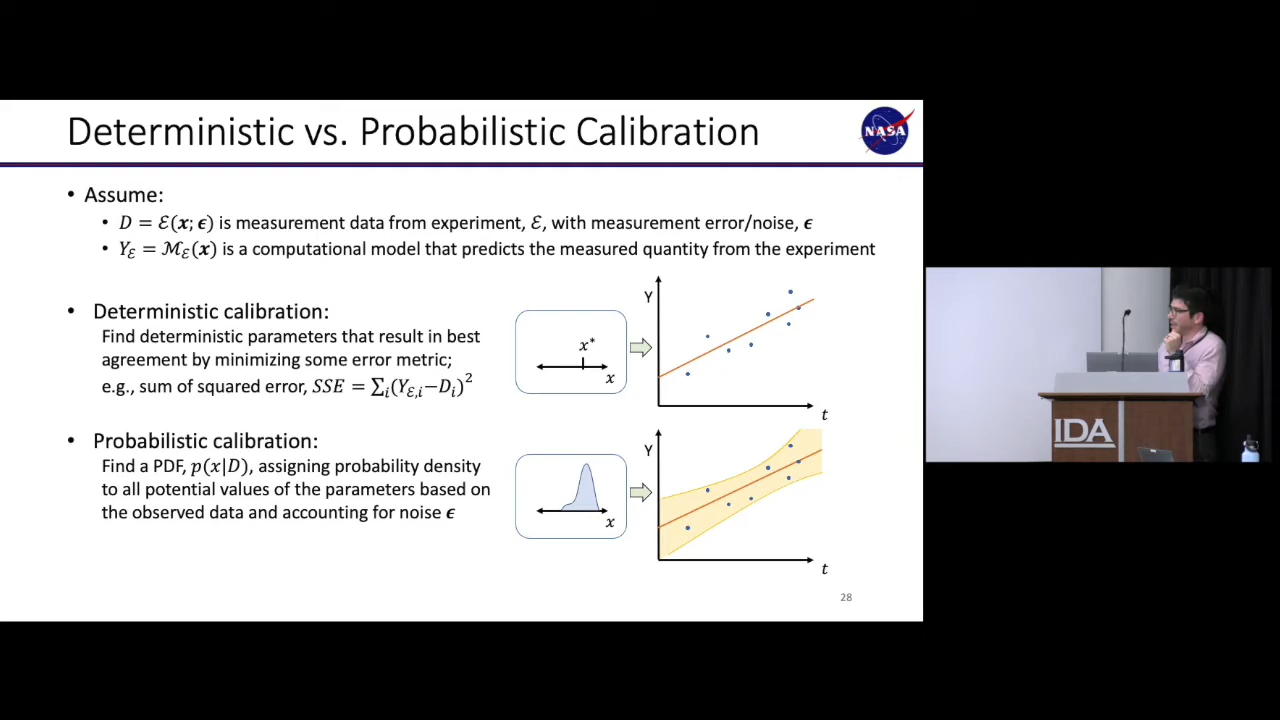 Deterministic vs. Probabilistic Calibration
NASA
• Assume:
• D = ℰ(x; ϵ) is measurement data from experiment, ℰ, with measurement error/noise, ϵ
• Y_ℰ = ℳ_ℰ(x) is a computational model that predicts the measured quantity from the experiment
• Deterministic calibration:
Find deterministic parameters that result in best
agreement by minimizing some error metric;
e.g., sum of squared error, SSE = ∑_i(Y_{ℰ,i}−D_i)^2
x*
x
Y
t
• Probabilistic calibration:
Find a PDF, p(x|D), assigning probability density
to all potential values of the parameters based on
the observed data and accounting for noise ϵ
x
Y
t
28
IDA